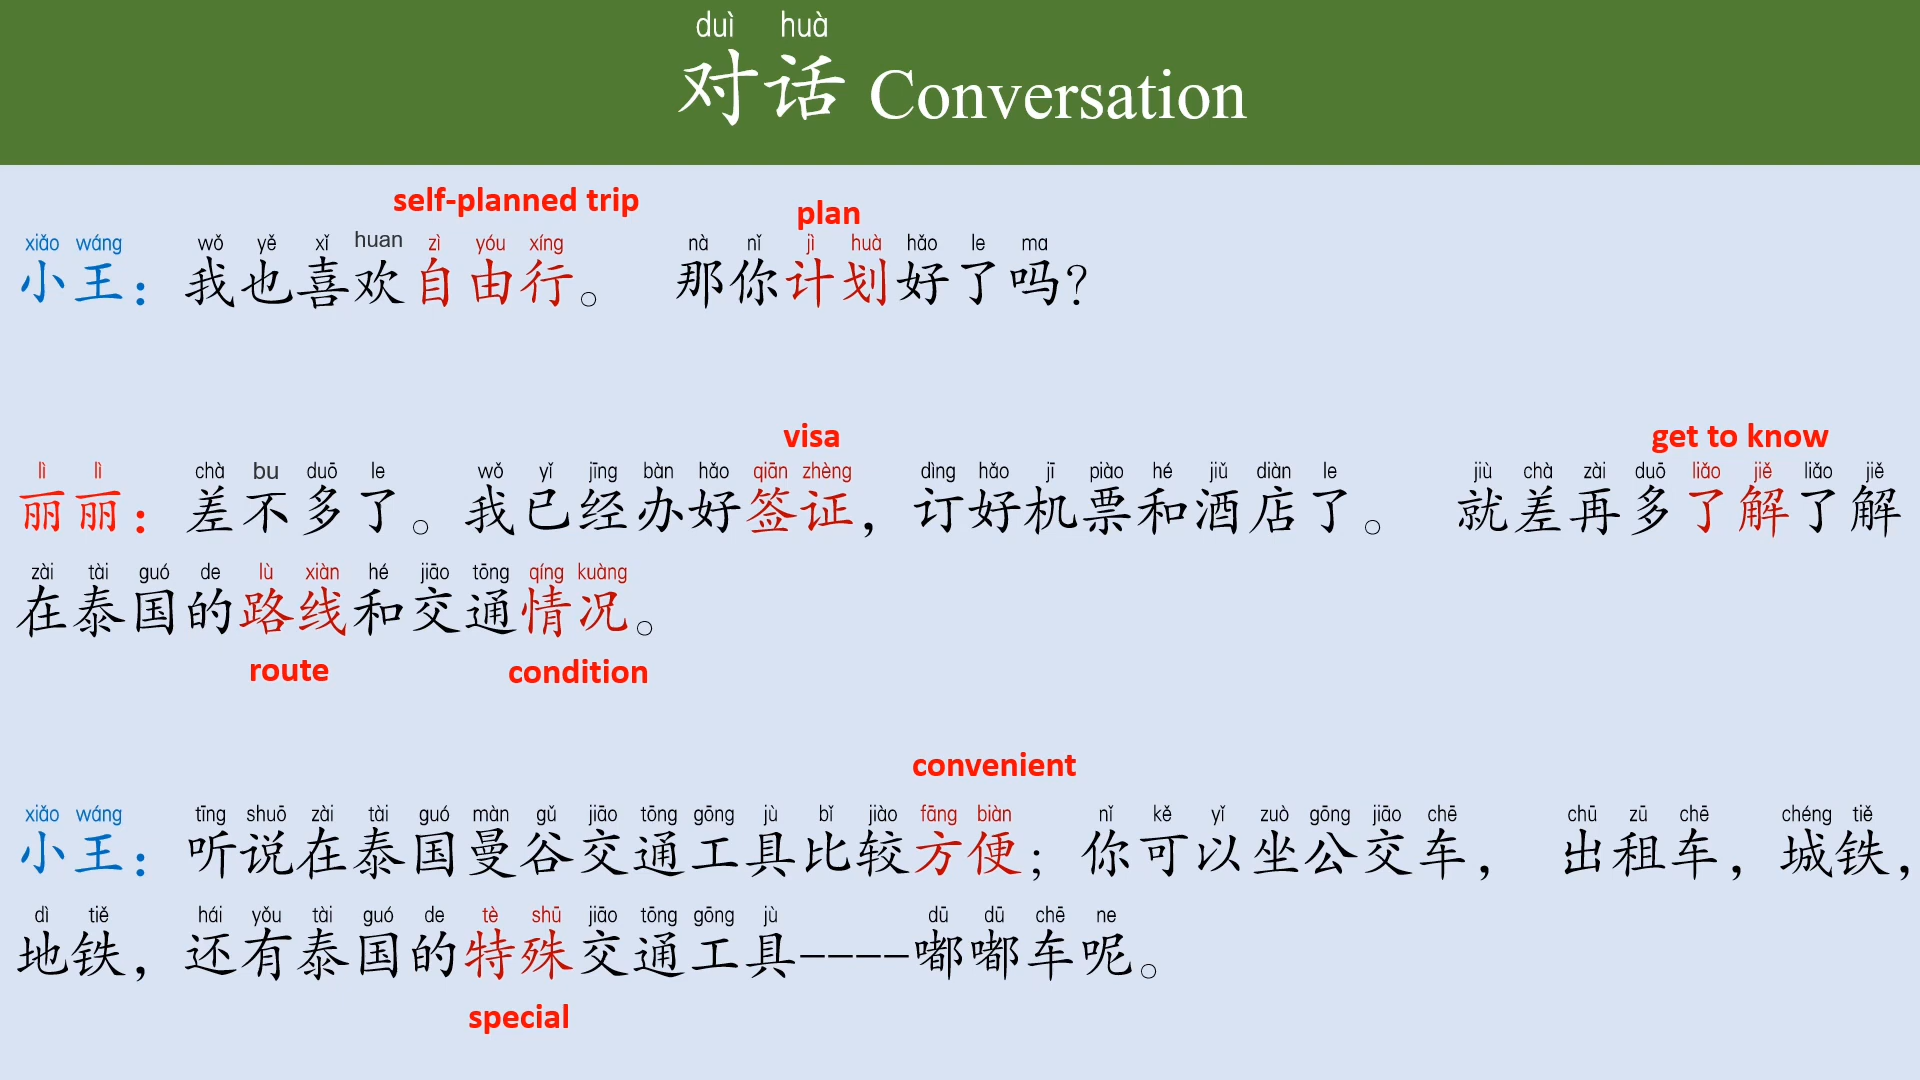 duì huà
对话 Conversation
self-planned trip plan
xiǎo wáng wǒ yě xǐ huan zì yóu xíng nà nǐ jì huà hǎo le ma
小王：我也喜欢自由行。 那你计划好了吗？
visa get to know
lì lì chà bu duō le wǒ yǐ jīng bàn hǎo qiān zhèng dìng hǎo jī piào hé jiǔ diàn le jiù chà zài duō liǎo jiě liǎo jiě
丽丽：差不多了。我已经办好签证，订好机票和酒店了。 就差再多了解了解
zài tài guó de lù xiàn hé jiāo tōng qíng kuàng
在泰国的路线和交通情况。
route condition
convenient
xiǎo wáng tīng shuō zài tài guó màn gǔ jiāo tōng gōng jù bǐ jiào fāng biàn nǐ kě yǐ zuò gōng jiāo chē chū zū chē chéng tiě
小王：听说在泰国曼谷交通工具比较方便；你可以坐公交车， 出租车，城铁，
dì tiě hái yǒu tài guó de tè shū jiāo tōng gōng jù dū dū chē ne
地铁，还有泰国的特殊交通工具----嘟嘟车呢。
special